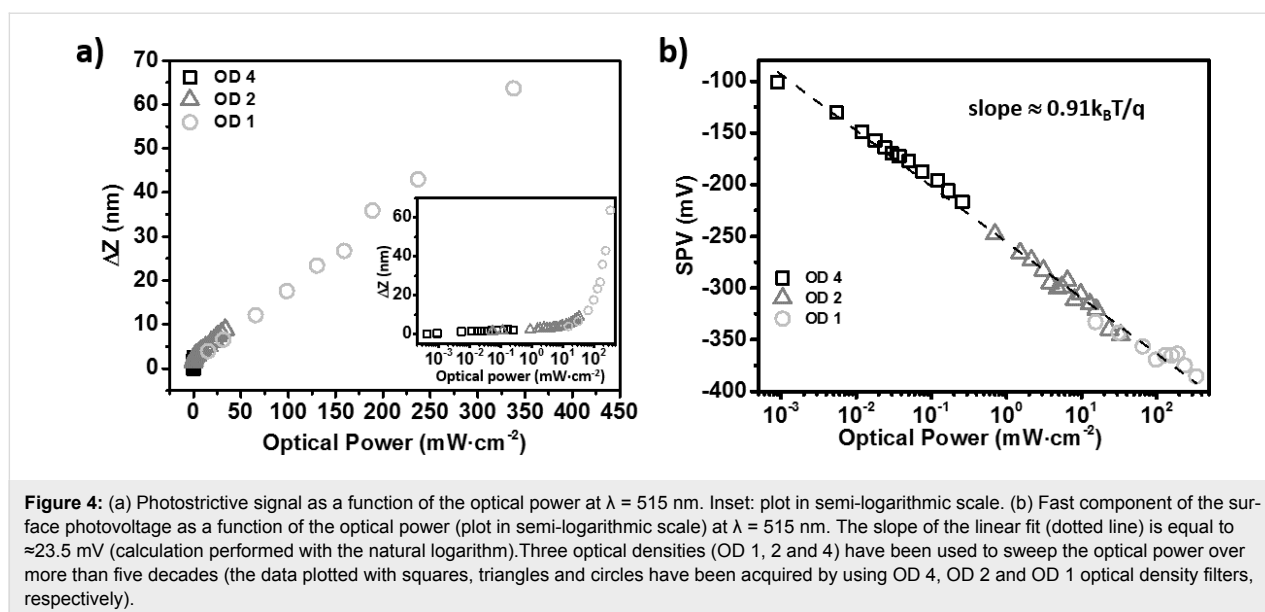 a)
70
60
50
40
30
20
10
0
ΔZ (nm)
OD 4
OD 2
OD 1
60
40
20
0
ΔZ (nm)
10⁻³ 10⁻² 10⁻¹ 10⁰ 10¹ 10²
Optical power (mW·cm⁻²)
0 50 100 150 200 250 300 350 400 450
Optical Power (mW·cm⁻²)
b)
-100
-150
-200
-250
-300
-350
-400
SPV (mV)
slope ≈ 0.91k_BT/q
OD 4
OD 2
OD 1
10⁻³ 10⁻² 10⁻¹ 10⁰ 10¹ 10²
Optical Power (mW·cm⁻²)
Figure 4: (a) Photostrictive signal as a function of the optical power at λ = 515 nm. Inset: plot in semi-logarithmic scale. (b) Fast component of the sur-
face photovoltage as a function of the optical power (plot in semi-logarithmic scale) at λ = 515 nm. The slope of the linear fit (dotted line) is equal to
≈23.5 mV (calculation performed with the natural logarithm).Three optical densities (OD 1, 2 and 4) have been used to sweep the optical power over
more than five decades (the data plotted with squares, triangles and circles have been acquired by using OD 4, OD 2 and OD 1 optical density filters,
respectively).